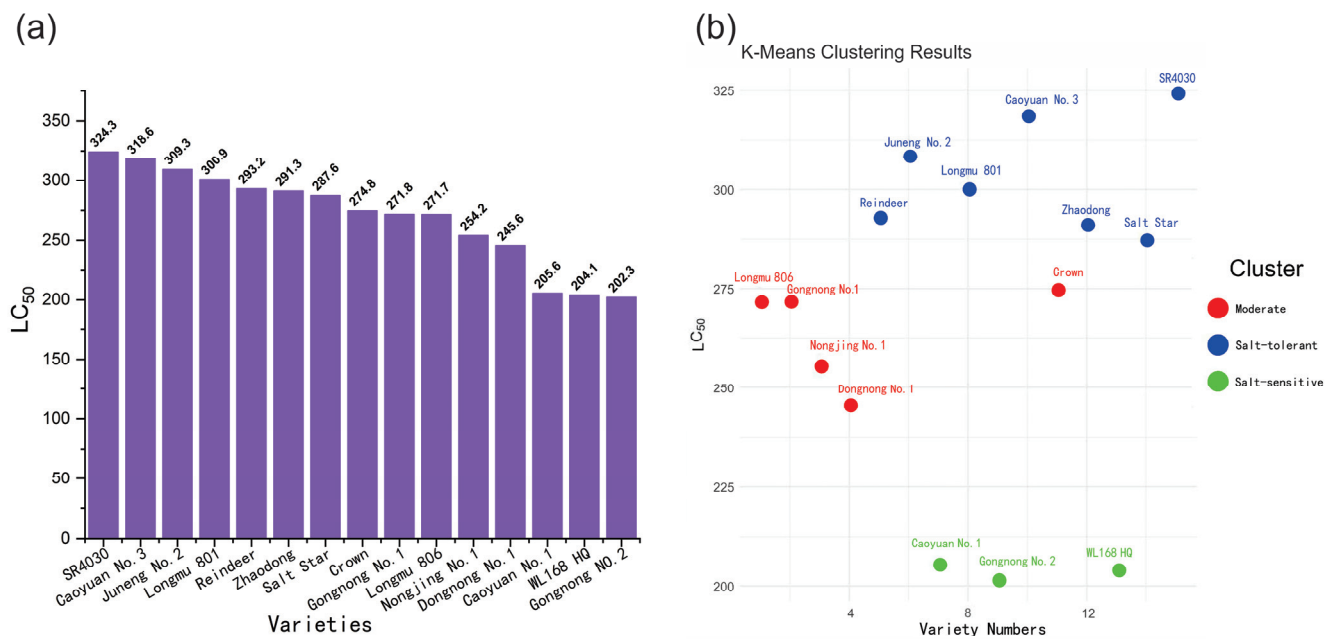 (a)
350
300
250
200
150
100
50
0
LC50
324.3
318.6
309.3
300.9
293.2
291.3
287.6
274.8
271.8
271.7
254.2
245.6
205.6
204.1
202.3
SR4030
Caoyuan No.3
Juneng No.2
Longmu 801
Reindeer
Zhaodong
Salt Star
Crown
Gongnong No.1
Longmu 806
Nongjing No.1
Dongnong No.1
Caoyuan No.1
WL168 HQ
Gongnong NO.2
Varieties
(b)
K-Means Clustering Results
325
300
275
250
225
200
LC50
SR4030
Caoyuan No.3
Juneng No.2
Longmu 801
Reindeer
Zhaodong
Salt Star
Crown
Longmu 806
Gongnong No.1
Nongjing No.1
Dongnong No.1
Caoyuan No.1
Gongnong No.2
WL168 HQ
4 8 12
Variety Numbers
Cluster
Moderate
Salt-tolerant
Salt-sensitive